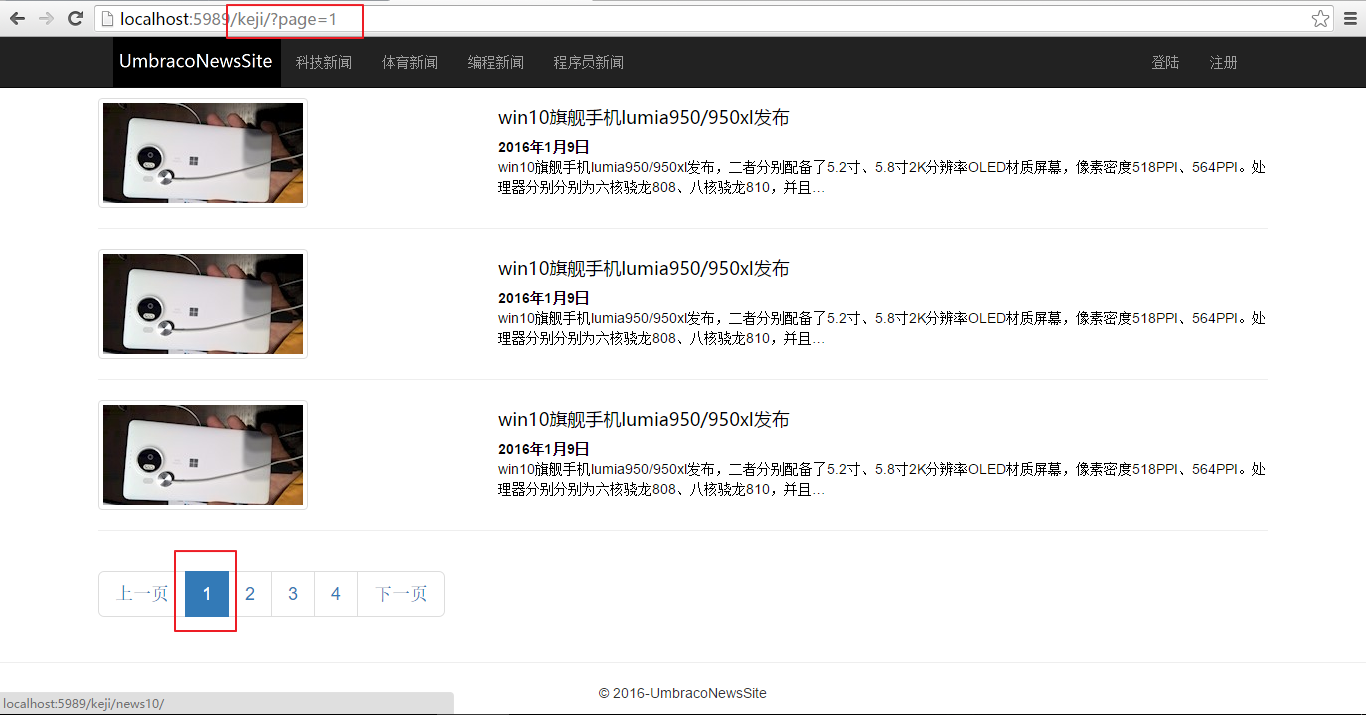 localhost:5989/keji/?page=1
UmbracoNewsSite 科技新闻 体育新闻 编程新闻 程序员新闻 登陆 注册
win10旗舰手机lumia950/950xl发布
2016年1月9日
win10旗舰手机lumia950/950xl发布，二者分别配备了5.2寸、5.8寸2K分辨率OLED材质屏幕，像素密度518PPI、564PPI。处
理器分别分别为六核骁龙808、八核骁龙810，并且...
win10旗舰手机lumia950/950xl发布
2016年1月9日
win10旗舰手机lumia950/950xl发布，二者分别配备了5.2寸、5.8寸2K分辨率OLED材质屏幕，像素密度518PPI、564PPI。处
理器分别分别为六核骁龙808、八核骁龙810，并且...
win10旗舰手机lumia950/950xl发布
2016年1月9日
win10旗舰手机lumia950/950xl发布，二者分别配备了5.2寸、5.8寸2K分辨率OLED材质屏幕，像素密度518PPI、564PPI。处
理器分别分别为六核骁龙808、八核骁龙810，并且...
上一页 1 2 3 4 下一页
© 2016-UmbracoNewsSite
localhost:5989/keji/news10/